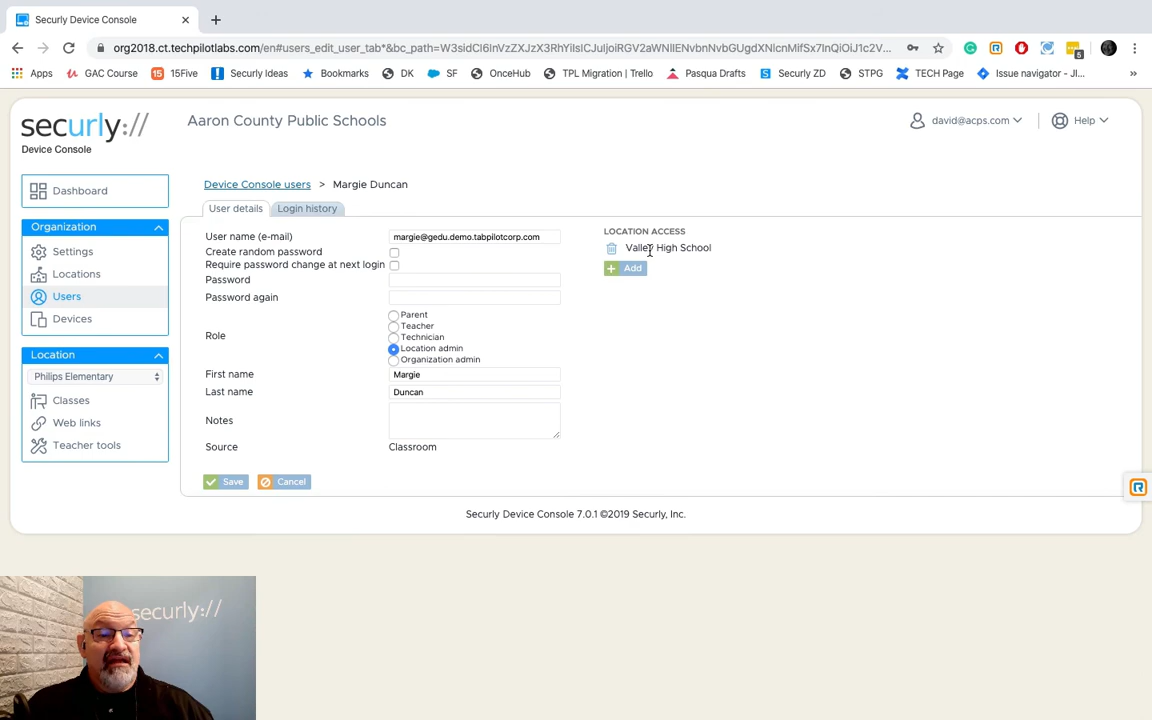 Securly Device Console
org2018.ct.techpilotlabs.com/en#users_edit_user_tab*&bc_path=
Apps
GAC Course
15Five
Securly Ideas
Bookmarks
DK
SF
OnceHub
TPL Migration | Trello
Pasqua Drafts
Securly ZD
STPG
TECH Page
Issue navigator - JI...
securly://
Device Console
Aaron County Public Schools
david@acps.com
Help
Dashboard
Organization
Settings
Locations
Users
Devices
Location
Philips Elementary
Classes
Web links
Teacher tools
Device Console users > Margie Duncan
User details
Login history
User name (e-mail)
margie@gedu.demo.tabpilotcorp.com
Create random password
Require password change at next login
Password
Password again
Role
Parent
Teacher
Technician
Location admin
Organization admin
First name
Margie
Last name
Duncan
Notes
Source
Classroom
Save
Cancel
LOCATION ACCESS
Valley High School
Add
Securly Device Console 7.0.1 ©2019 Securly, Inc.
securly://